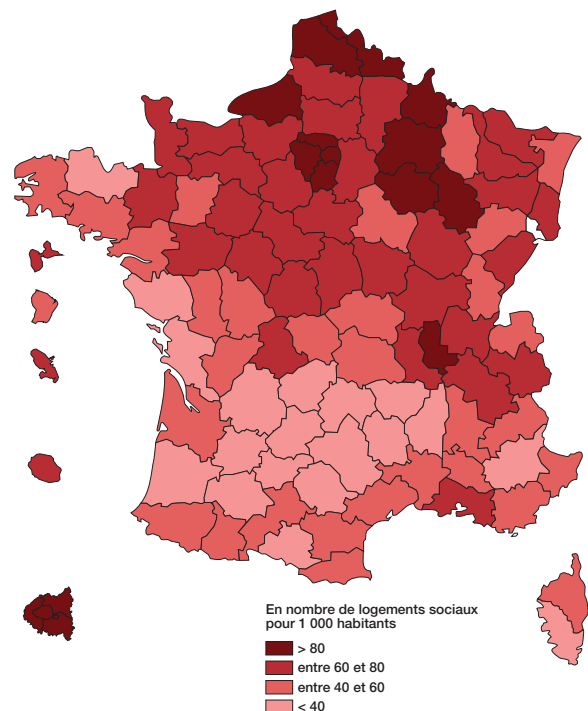 En nombre de logements sociaux
pour 1 000 habitants
> 80
entre 60 et 80
entre 40 et 60
< 40